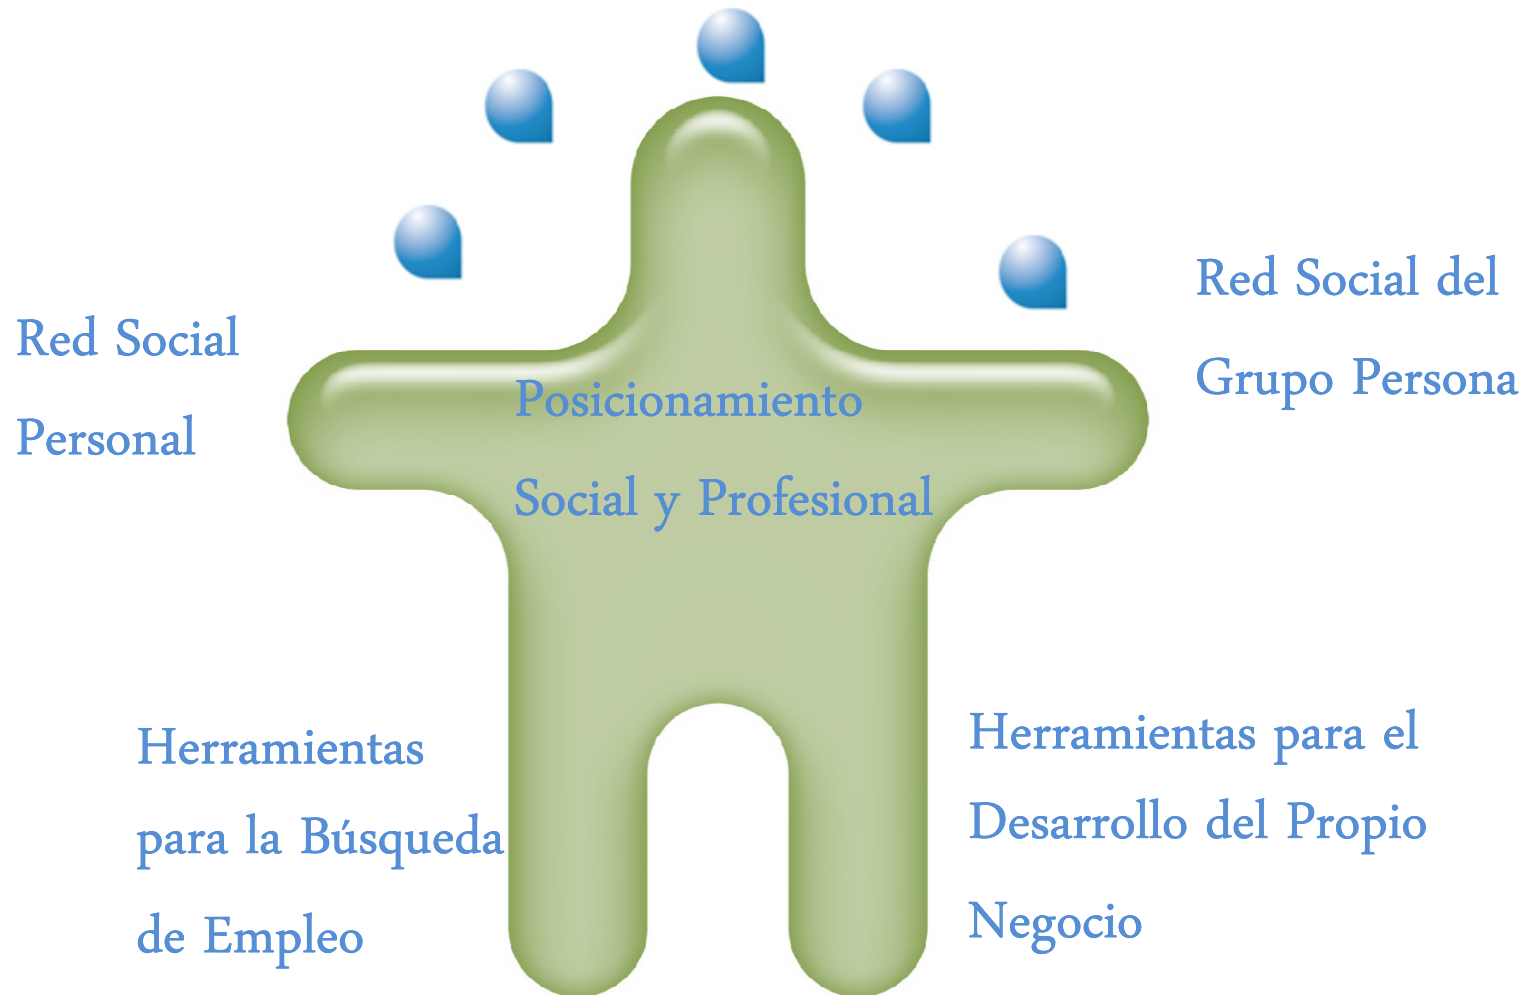 Red Social del
Grupo Persona
Red Social
Personal
Posicionamiento
Social y Profesional
Herramientas
para la Búsqueda
de Empleo
Herramientas para el
Desarrollo del Propio
Negocio